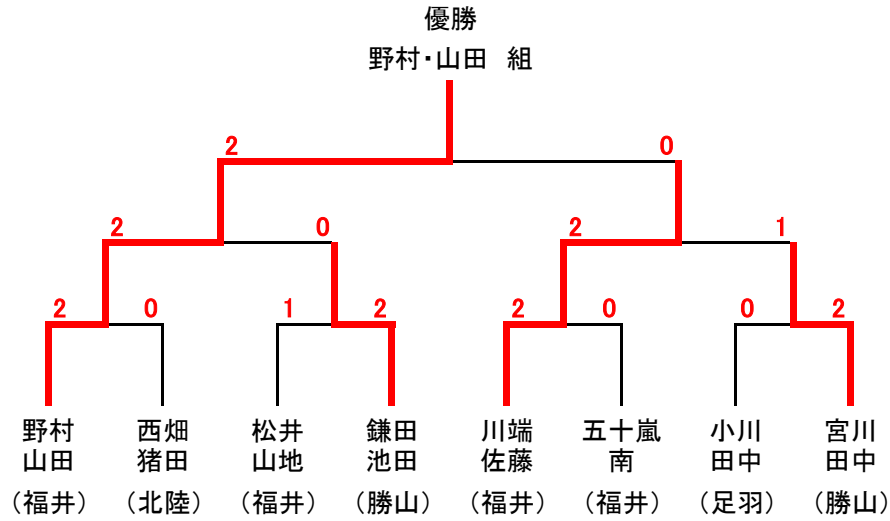 優勝
野村・山田 組
2 0
2 0 2 1
2 0 1 2 2 0 0 2
野村 西畑 松井 鎌田 川端 五十嵐 小川 宮川
山田 猪田 山地 池田 佐藤 南 田中 田中
（福井） （北陸） （福井） （勝山） （福井） （福井） （足羽） （勝山）